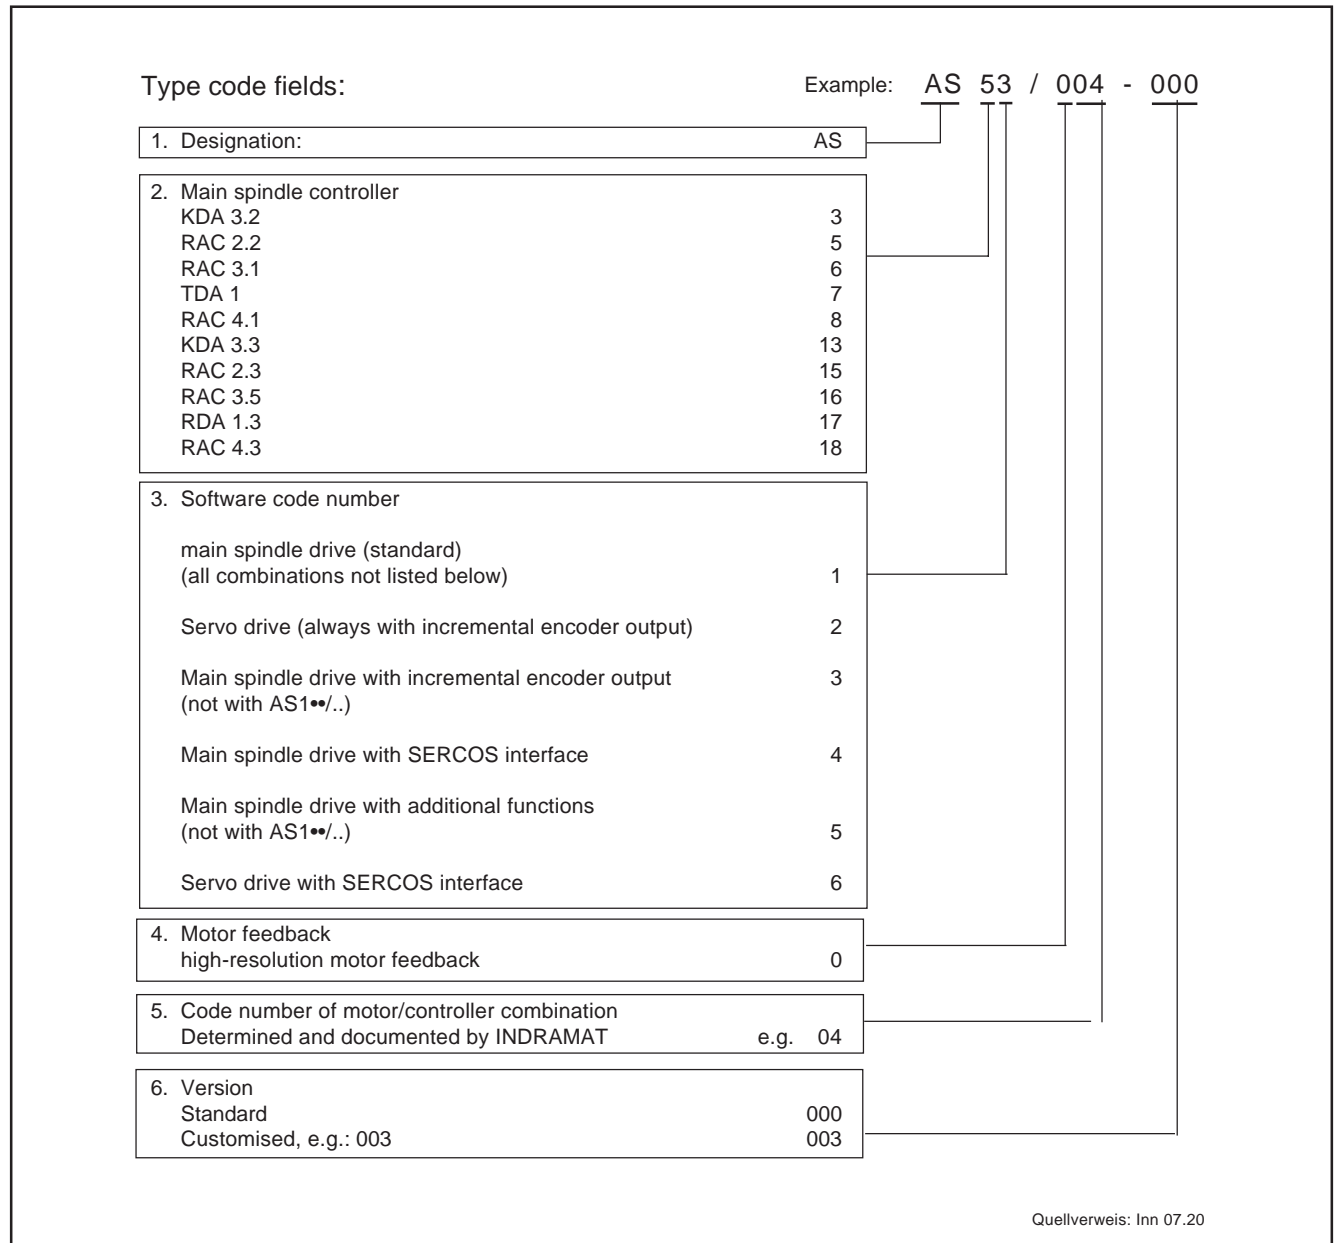 Type code fields: Example: AS 53 / 004 - 000
1. Designation: AS
2. Main spindle controller
KDA 3.2 3
RAC 2.2 5
RAC 3.1 6
TDA 1 7
RAC 4.1 8
KDA 3.3 13
RAC 2.3 15
RAC 3.5 16
RDA 1.3 17
RAC 4.3 18
3. Software code number
main spindle drive (standard)
(all combinations not listed below) 1
Servo drive (always with incremental encoder output) 2
Main spindle drive with incremental encoder output 3
(not with AS1••/..)
Main spindle drive with SERCOS interface 4
Main spindle drive with additional functions
(not with AS1••/..) 5
Servo drive with SERCOS interface 6
4. Motor feedback
high-resolution motor feedback 0
5. Code number of motor/controller combination
Determined and documented by INDRAMAT e.g. 04
6. Version
Standard 000
Customised, e.g.: 003 003
Quellverweis: Inn 07.20